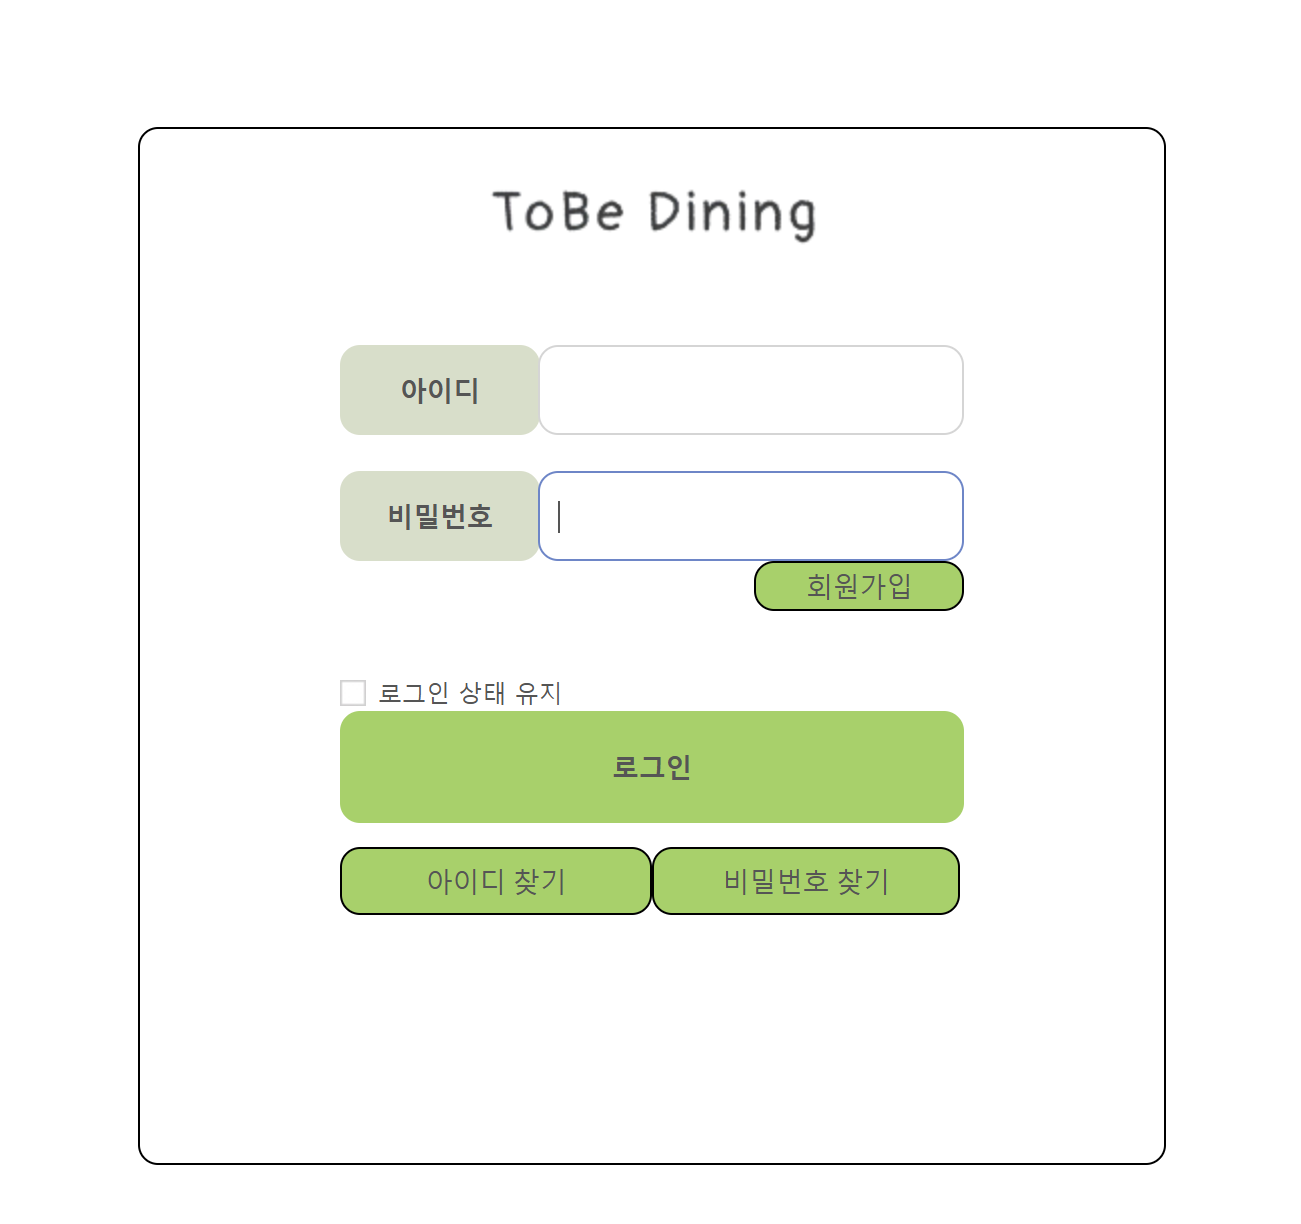 ToBe Dining
아이디
비밀번호
회원가입
로그인 상태 유지
로그인
아이디 찾기
비밀번호 찾기